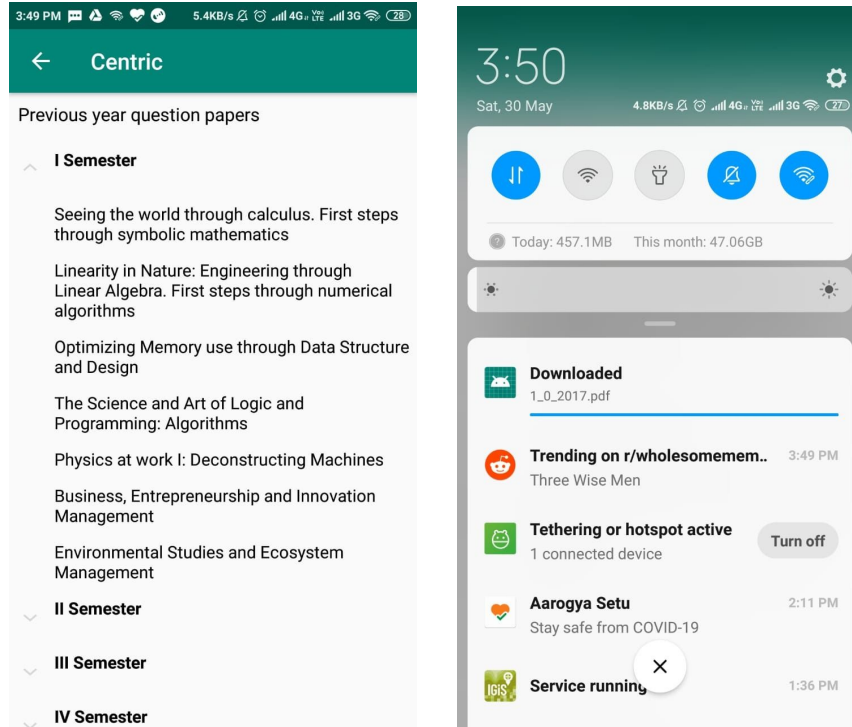 3:49 PM 5.4KB/s 4G VoLTE 3G 28
Centric
Previous year question papers
I Semester
Seeing the world through calculus. First steps
through symbolic mathematics
Linearity in Nature: Engineering through
Linear Algebra. First steps through numerical
algorithms
Optimizing Memory use through Data Structure
and Design
The Science and Art of Logic and
Programming: Algorithms
Physics at work I: Deconstructing Machines
Business, Entrepreneurship and Innovation
Management
Environmental Studies and Ecosystem
Management
II Semester
III Semester
IV Semester
3:50
Sat, 30 May 4.8KB/s 4G VoLTE 3G 27
Today: 457.1MB This month: 47.06GB
Downloaded
1_0_2017.pdf
Trending on r/wholesomemem.. 3:49 PM
Three Wise Men
Tethering or hotspot active
1 connected device
Turn off
Aarogya Setu 2:11 PM
Stay safe from COVID-19
IGiS
Service running 1:36 PM